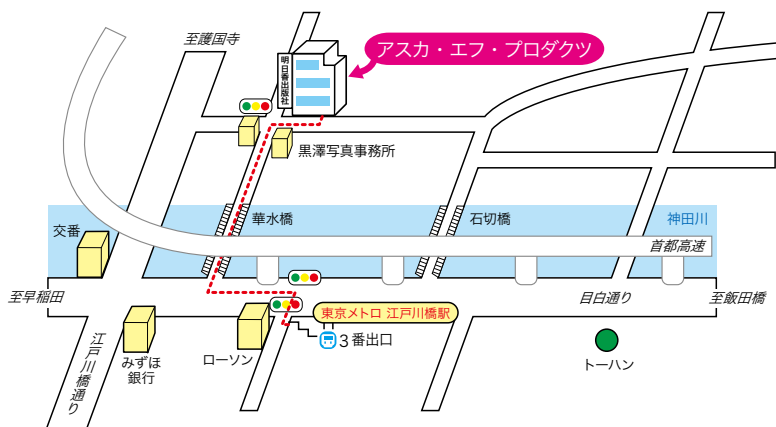 至護国寺
アスカ・エフ・プロダクツ
明日香出版社
黒澤写真事務所
交番
華水橋
石切橋
神田川
首都高速
至早稲田
目白通り
至飯田橋
東京メトロ 江戸川橋駅
3番出口
江戸川橋通り
みずほ
銀行
ローソン
トーハン